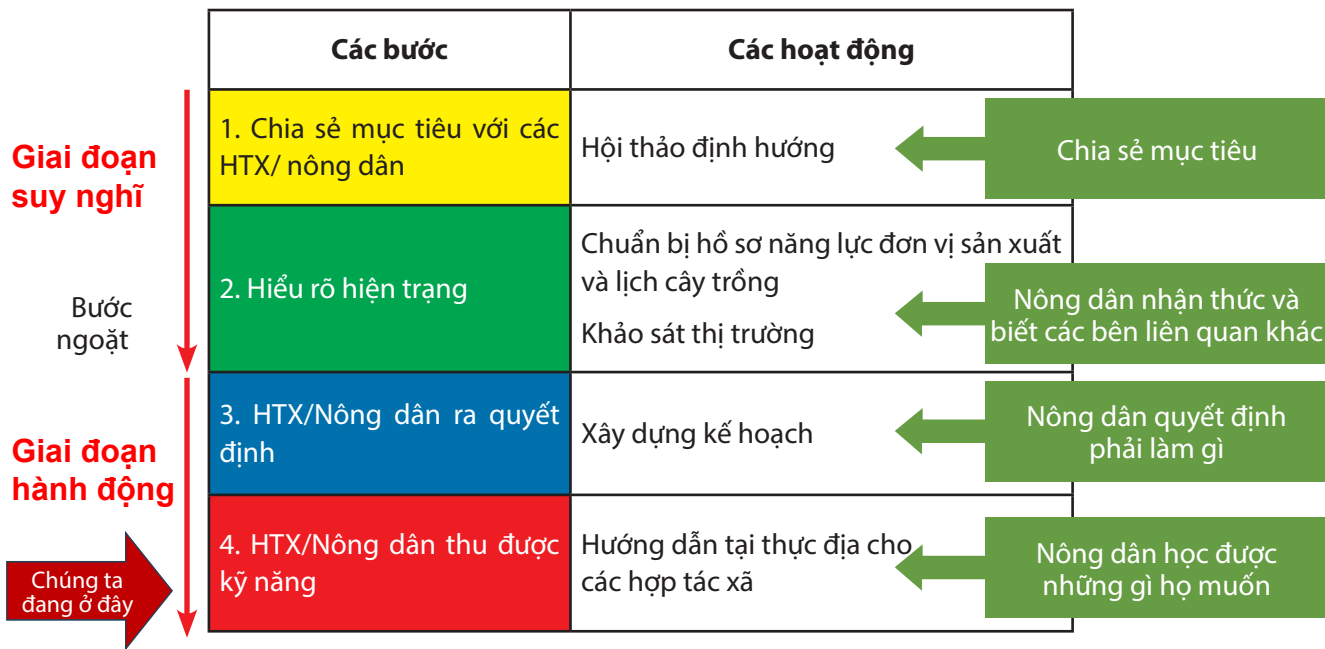 Các bước
Các hoạt động
Giai đoạn
suy nghĩ
1. Chia sẻ mục tiêu với các
HTX/ nông dân
Hội thảo định hướng
Chia sẻ mục tiêu
Bước
ngoặt
2. Hiểu rõ hiện trạng
Chuẩn bị hồ sơ năng lực đơn vị sản xuất
và lịch cây trồng
Khảo sát thị trường
Nông dân nhận thức và
biết các bên liên quan khác
Giai đoạn
hành động
3. HTX/Nông dân ra quyết
định
Xây dựng kế hoạch
Nông dân quyết định
phải làm gì
Chúng ta
đang ở đây
4. HTX/Nông dân thu được
kỹ năng
Hướng dẫn tại thực địa cho
các hợp tác xã
Nông dân học được
những gì họ muốn